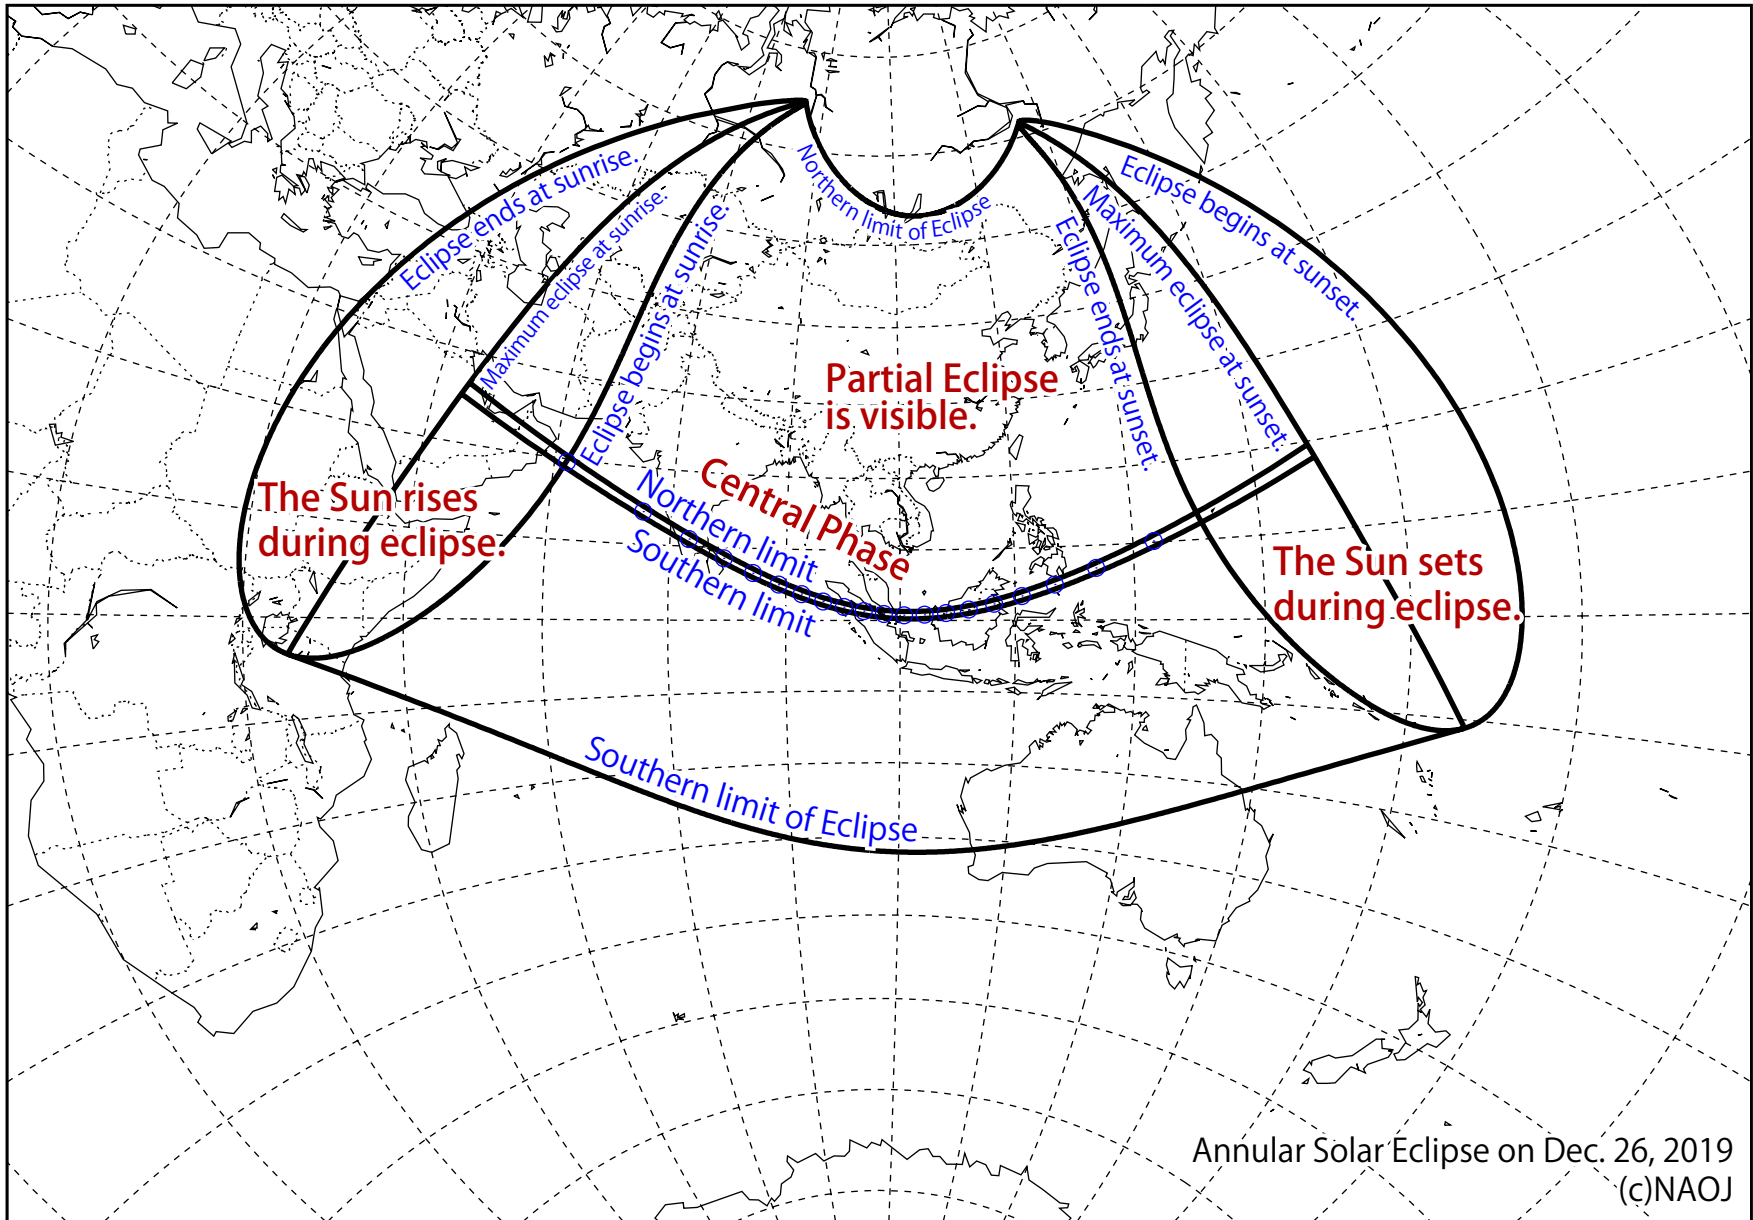 Eclipse ends at sunrise.
Maximum eclipse at sunrise.
Eclipse begins at sunrise.
Northern limit of Eclipse
Eclipse begins at sunset.
Maximum eclipse at sunset.
Eclipse ends at sunset.
Partial Eclipse
is visible.
Central Phase
Northern limit
Southern limit
The Sun rises
during eclipse.
The Sun sets
during eclipse.
Southern limit of Eclipse
Annular Solar Eclipse on Dec. 26, 2019
(c)NAOJ